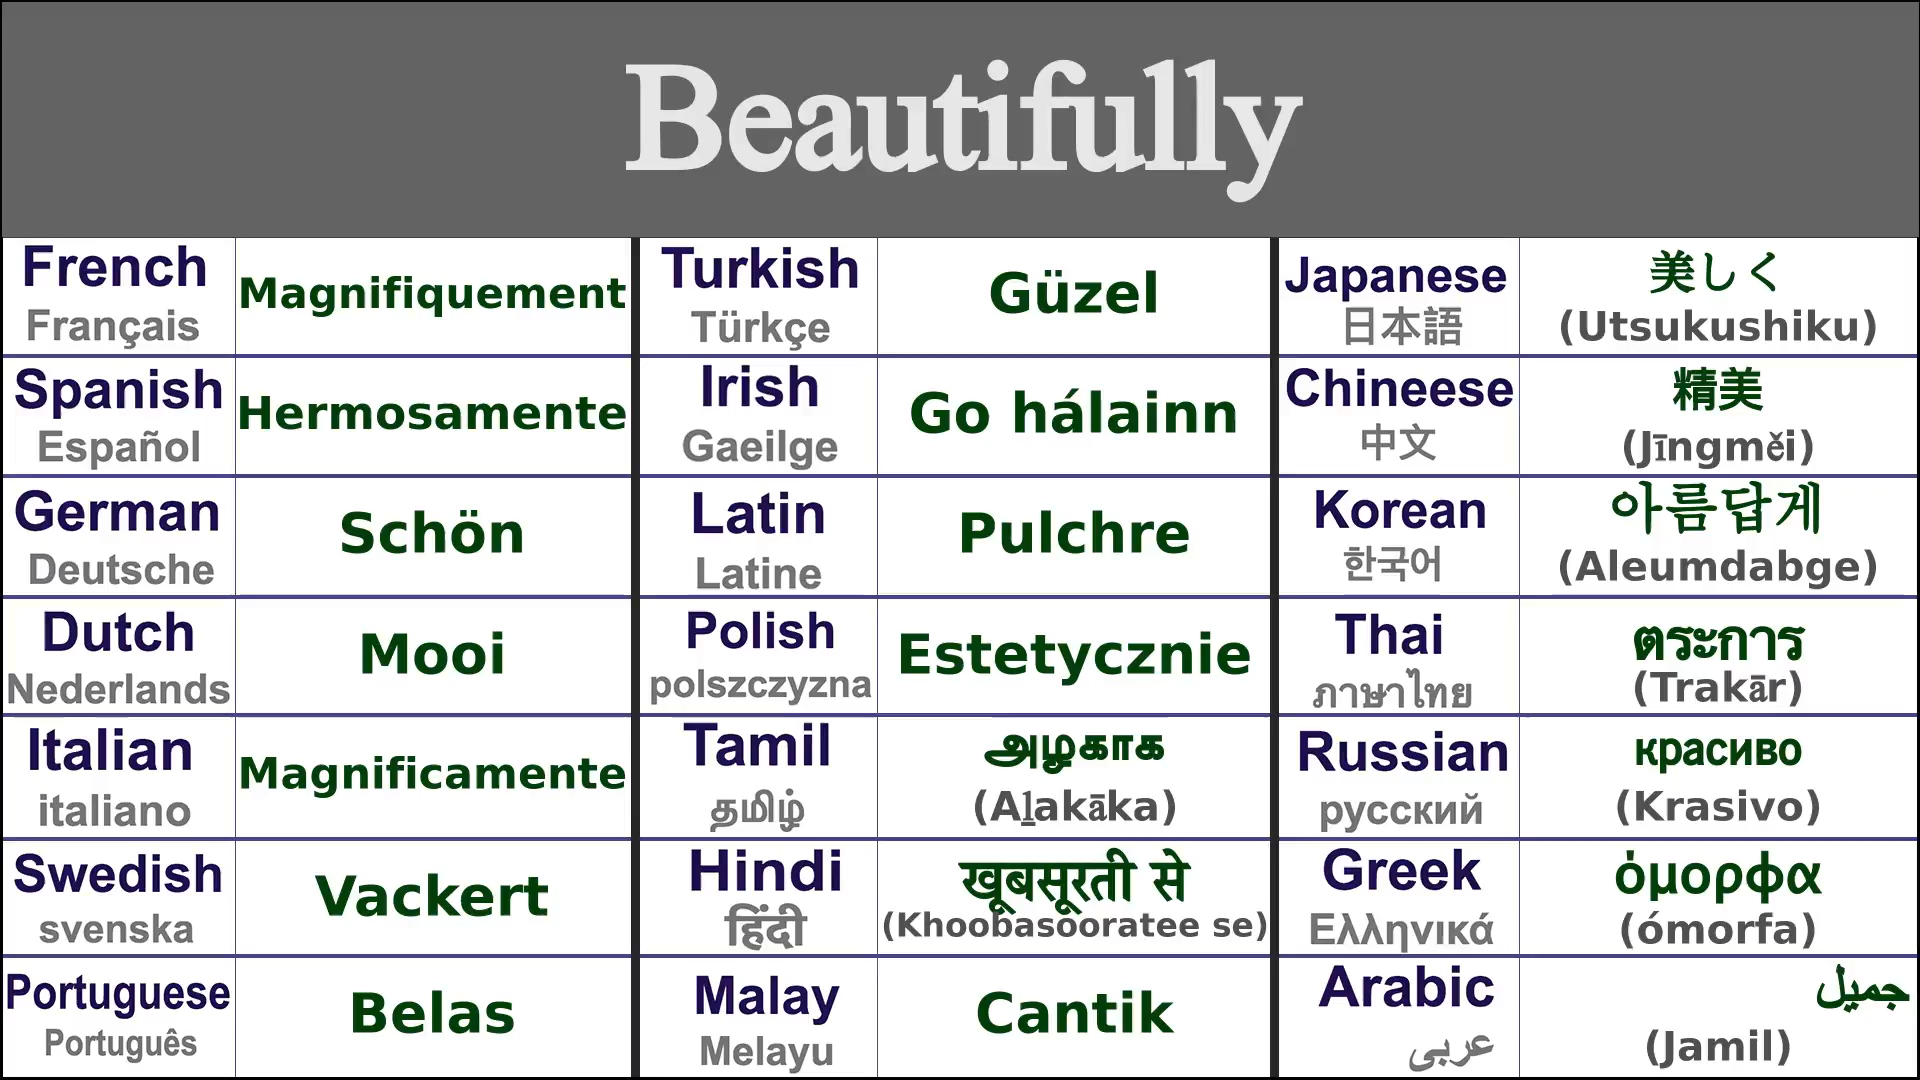 Beautifully
French
Français
Magnifiquement
Spanish
Español
Hermosamente
German
Deutsche
Schön
Dutch
Nederlands
Mooi
Italian
italiano
Magnificamente
Swedish
svenska
Vackert
Portuguese
Português
Belas
Turkish
Türkçe
Güzel
Irish
Gaeilge
Go hálainn
Latin
Latine
Pulchre
Polish
polszczyzna
Estetycznie
Tamil
தமிழ்
அழகாக
(Aḻakāka)
Hindi
हिंदी
खूबसूरती से
(Khoobasooratee se)
Malay
Melayu
Cantik
Japanese
日本語
美しく
(Utsukushiku)
Chineese
中文
精美
(Jīngměi)
Korean
한국어
아름답게
(Aleumdabge)
Thai
ภาษาไทย
ตระการ
(Trakār)
Russian
русский
красиво
(Krasivo)
Greek
Ελληνικά
όμορφα
(ómorfa)
Arabic
عربى
جميل
(Jamil)